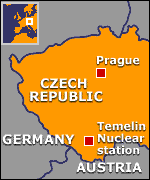 Prague
CZECH
REPUBLIC
Temelin
Nuclear
station
GERMANY
AUSTRIA